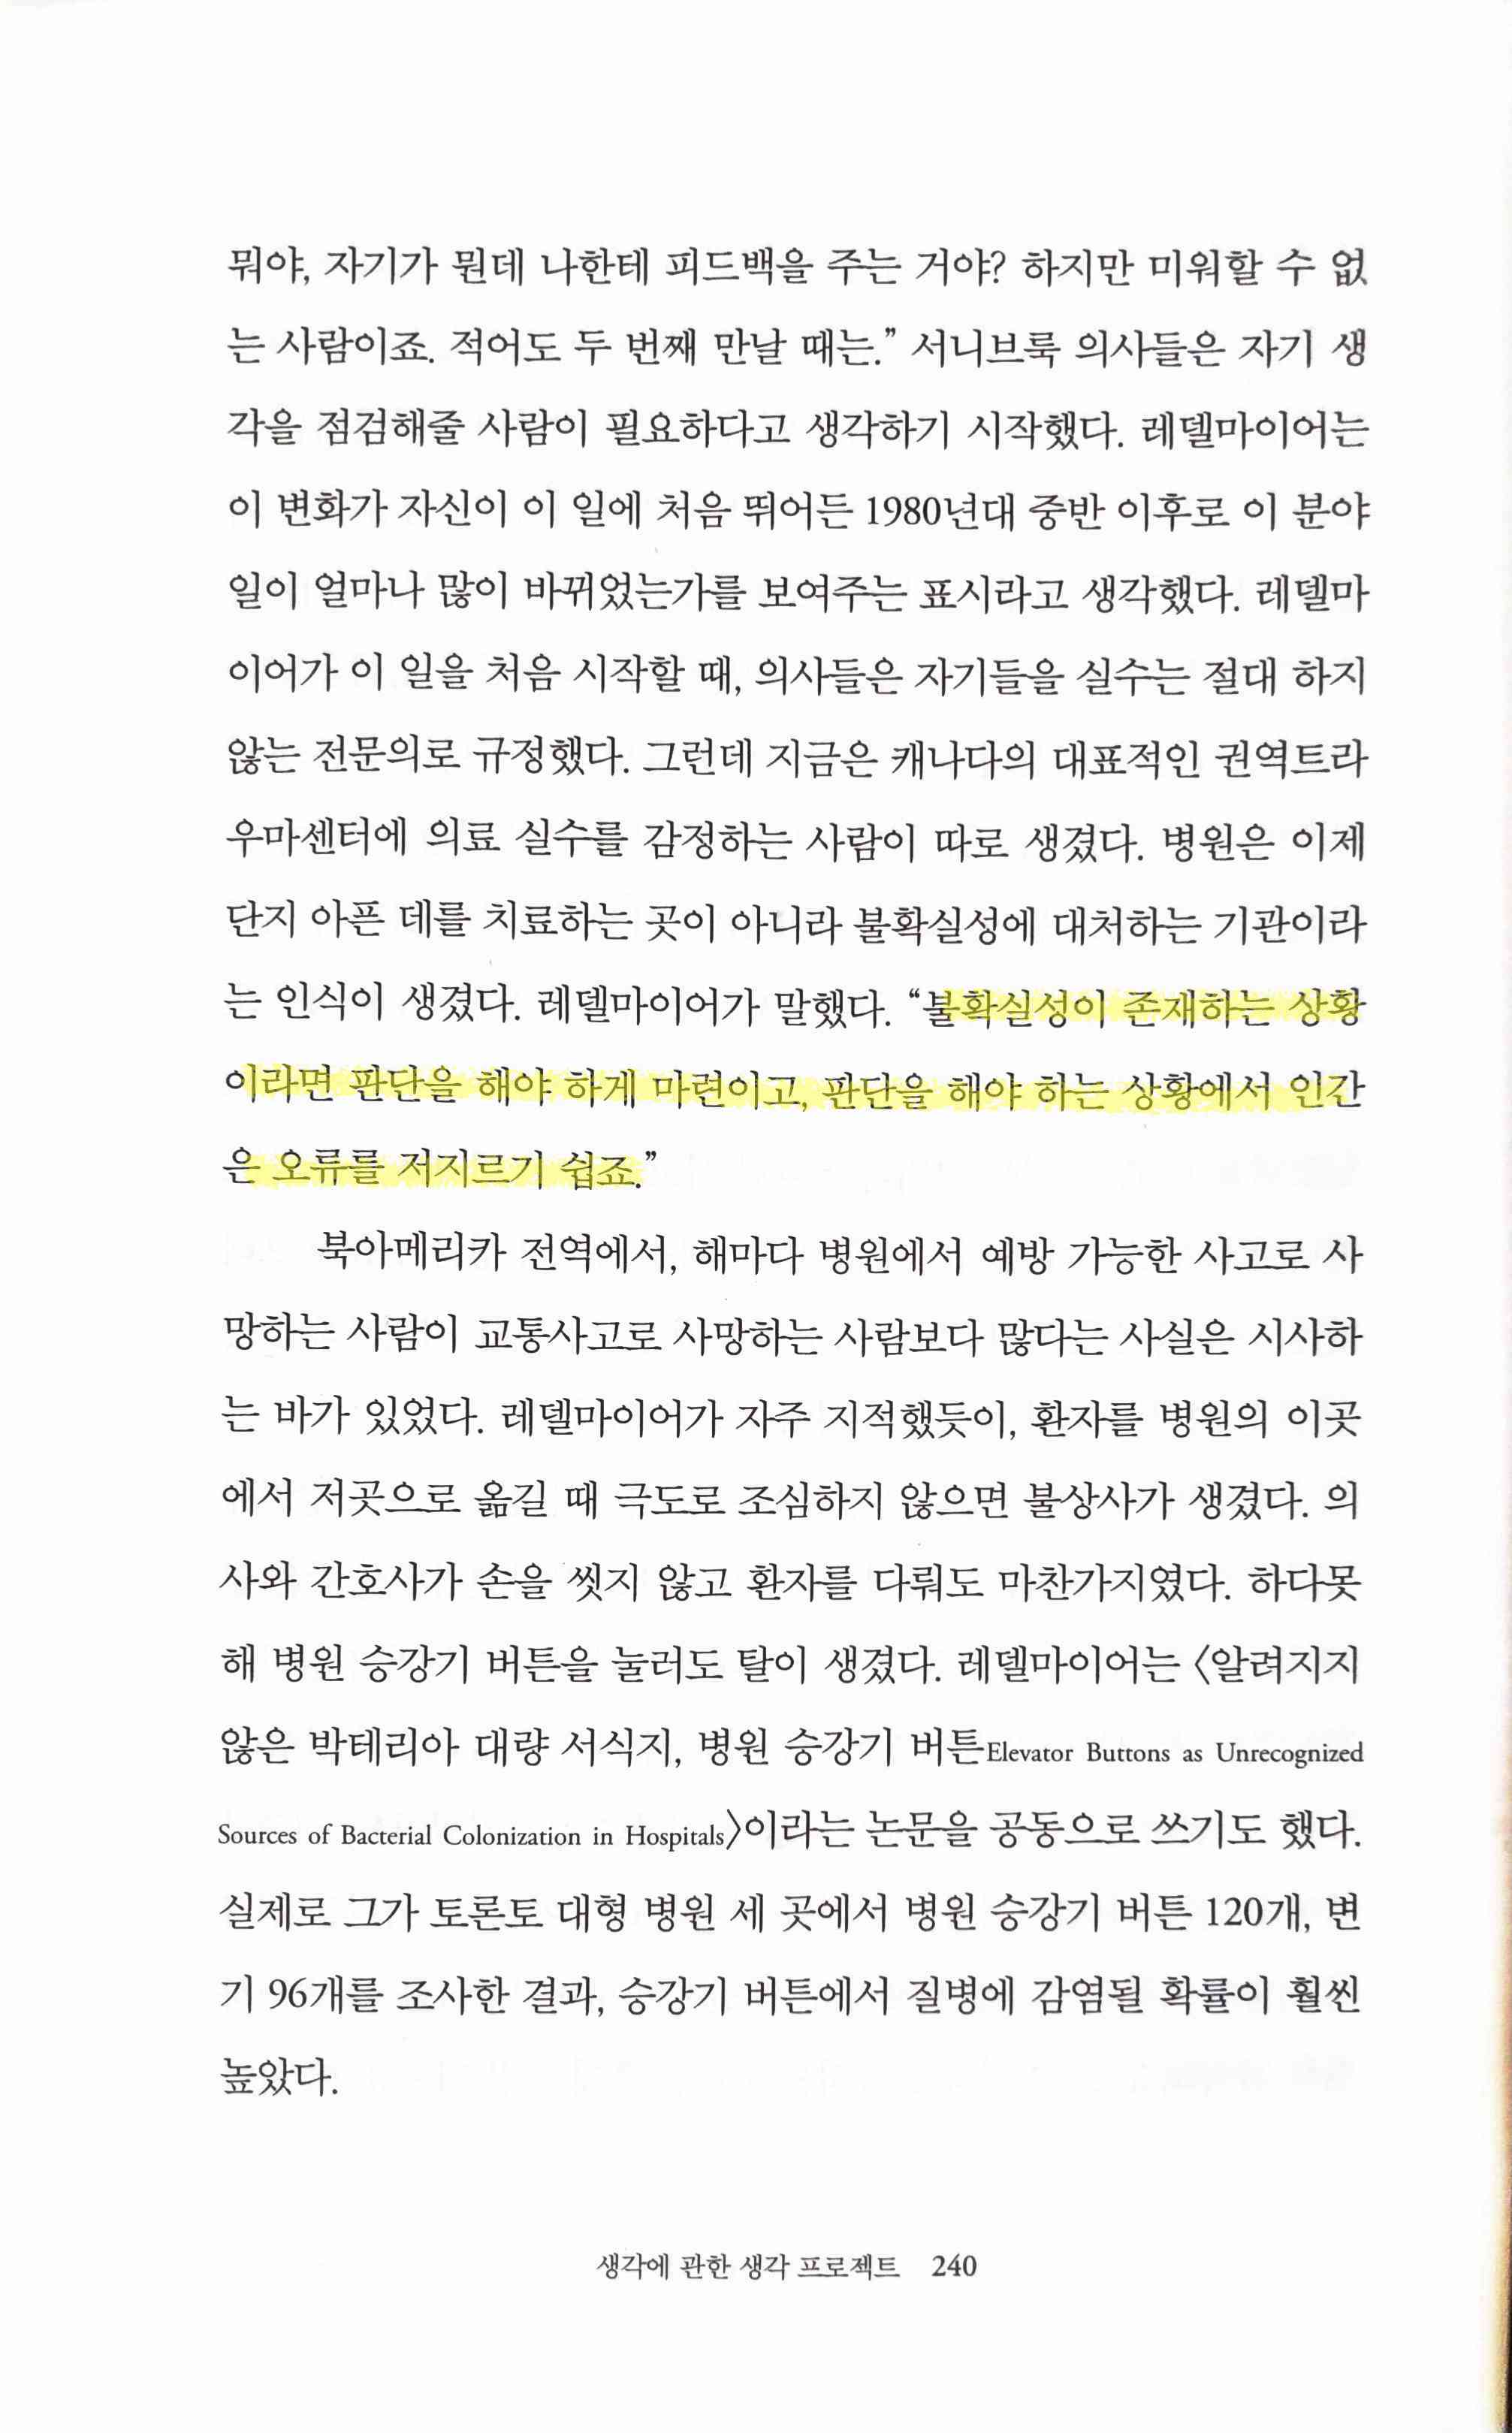 뭐야, 자기가 뭔데 나한테 피드백을 주는 거야? 하지만 미워할 수 없
는 사람이죠. 적어도 두 번째 만날 때는.” 서니브룩 의사들은 자기 생
각을 점검해줄 사람이 필요하다고 생각하기 시작했다. 레델마이어는
이 변화가 자신이 이 일에 처음 뛰어든 1980년대 중반 이후로 이 분야
일이 얼마나 많이 바뀌었는가를 보여주는 표시라고 생각했다. 레델마
이어가 이 일을 처음 시작할 때, 의사들은 자기들을 실수는 절대 하지
않는 전문의로 규정했다. 그런데 지금은 캐나다의 대표적인 권역트라
우마센터에 의료 실수를 감정하는 사람이 따로 생겼다. 병원은 이제
단지 아픈 데를 치료하는 곳이 아니라 불확실성에 대처하는 기관이라
는 인식이 생겼다. 레델마이어가 말했다. “불확실성이 존재하는 상황
이라면 판단을 해야 하게 마련이고, 판단을 해야 하는 상황에서 인간
은 오류를 저지르기 쉽죠.”
북아메리카 전역에서, 해마다 병원에서 예방 가능한 사고로 사
망하는 사람이 교통사고로 사망하는 사람보다 많다는 사실은 시사하
는 바가 있었다. 레델마이어가 자주 지적했듯이, 환자를 병원의 이곳
에서 저곳으로 옮길 때 극도로 조심하지 않으면 불상사가 생겼다. 의
사와 간호사가 손을 씻지 않고 환자를 다뤄도 마찬가지였다. 하다못
해 병원 승강기 버튼을 눌러도 탈이 생겼다. 레델마이어는 〈알려지지
않은 박테리아 대량 서식지, 병원 승강기 버튼Elevator Buttons as Unrecognized
Sources of Bacterial Colonization in Hospitals〉이라는 논문을 공동으로 쓰기도 했다.
실제로 그가 토론토 대형 병원 세 곳에서 병원 승강기 버튼 120개, 변
기 96개를 조사한 결과, 승강기 버튼에서 질병에 감염될 확률이 훨씬
높았다.
생각에 관한 생각 프로젝트 240